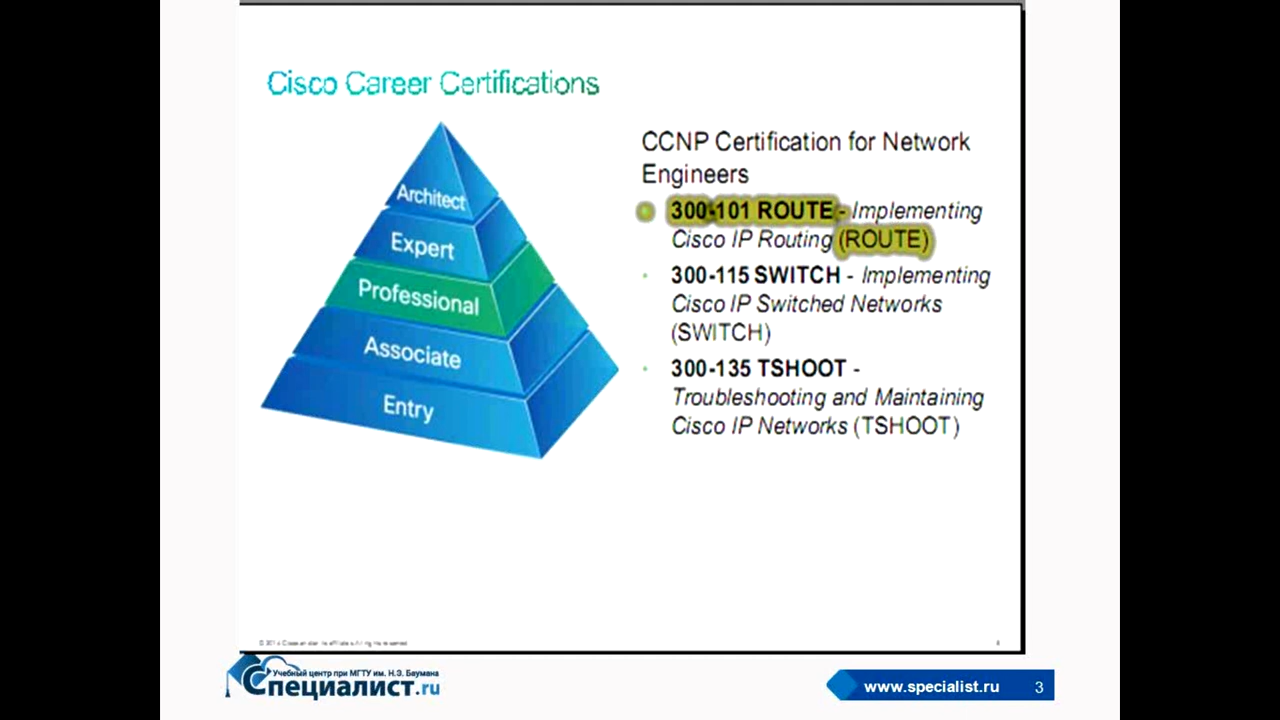 Cisco Career Certifications
Architect
Expert
Professional
Associate
Entry
CCNP Certification for Network
Engineers
300-101 ROUTE - Implementing
Cisco IP Routing (ROUTE)
300-115 SWITCH - Implementing
Cisco IP Switched Networks
(SWITCH)
300-135 TSHOOT -
Troubleshooting and Maintaining
Cisco IP Networks (TSHOOT)
Учебный центр при МГТУ им. Н.Э. Баумана
Специалист.ru
www.specialist.ru 3